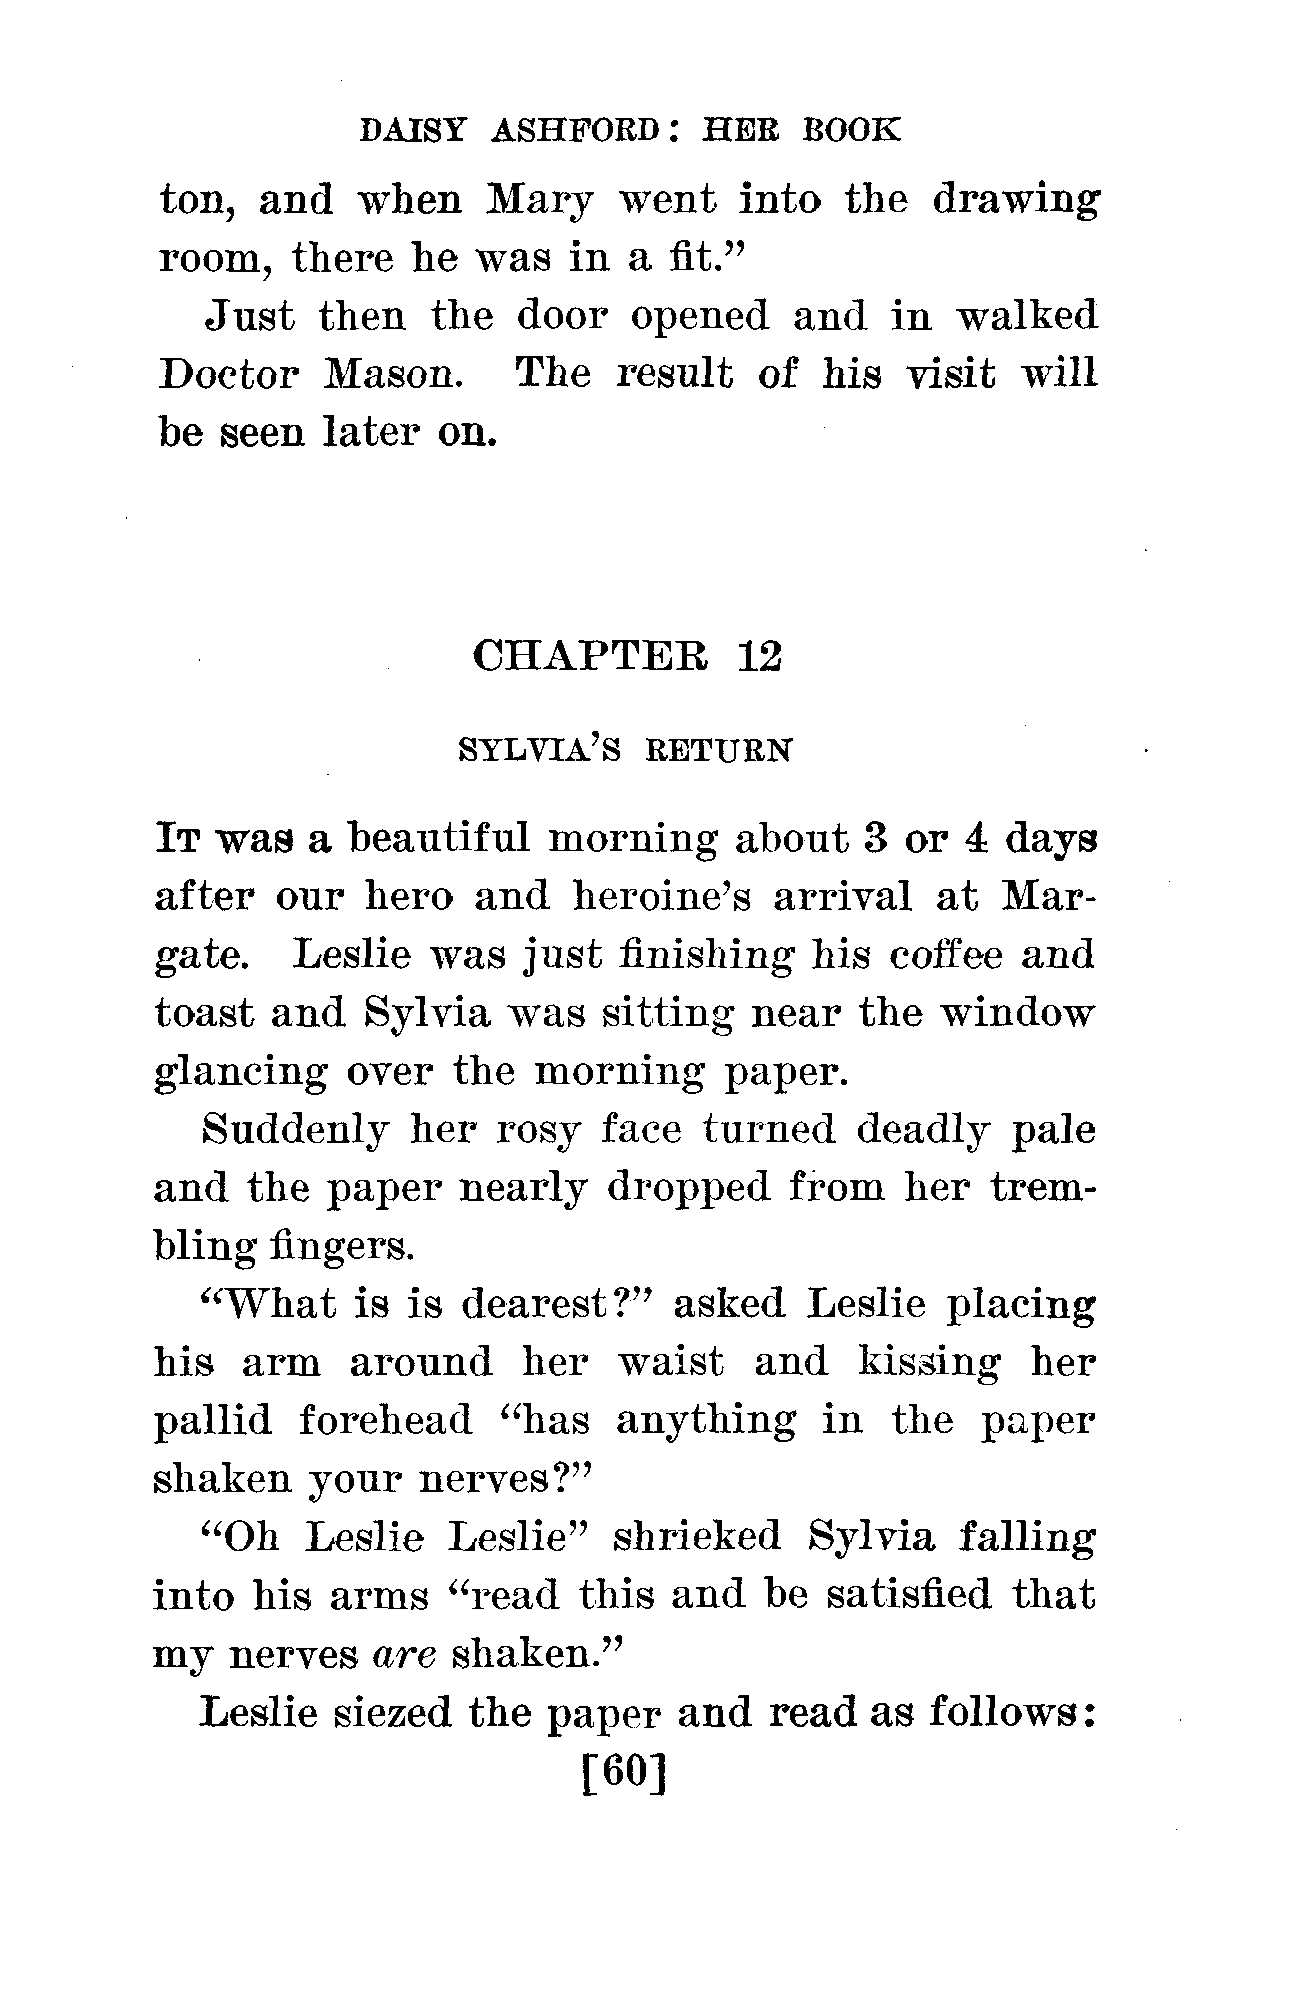 DAISY ASHFORD: HER BOOK
ton, and when Mary went into the drawing
room, there he was in a fit.”
Just then the door opened and in walked
Doctor Mason. The result of his visit will
be seen later on.
CHAPTER 12
SYLVIA’S RETURN
IT was a beautiful morning about 3 or 4 days
after our hero and heroine’s arrival at Mar-
gate. Leslie was just finishing his coffee and
toast and Sylvia was sitting near the window
glancing over the morning paper.
Suddenly her rosy face turned deadly pale
and the paper nearly dropped from her trem-
bling fingers.
“What is is dearest?” asked Leslie placing
his arm around her waist and kissing her
pallid forehead “has anything in the paper
shaken your nerves?”
“Oh Leslie Leslie” shrieked Sylvia falling
into his arms “read this and be satisfied that
my nerves are shaken.”
Leslie siezed the paper and read as follows:
[60]